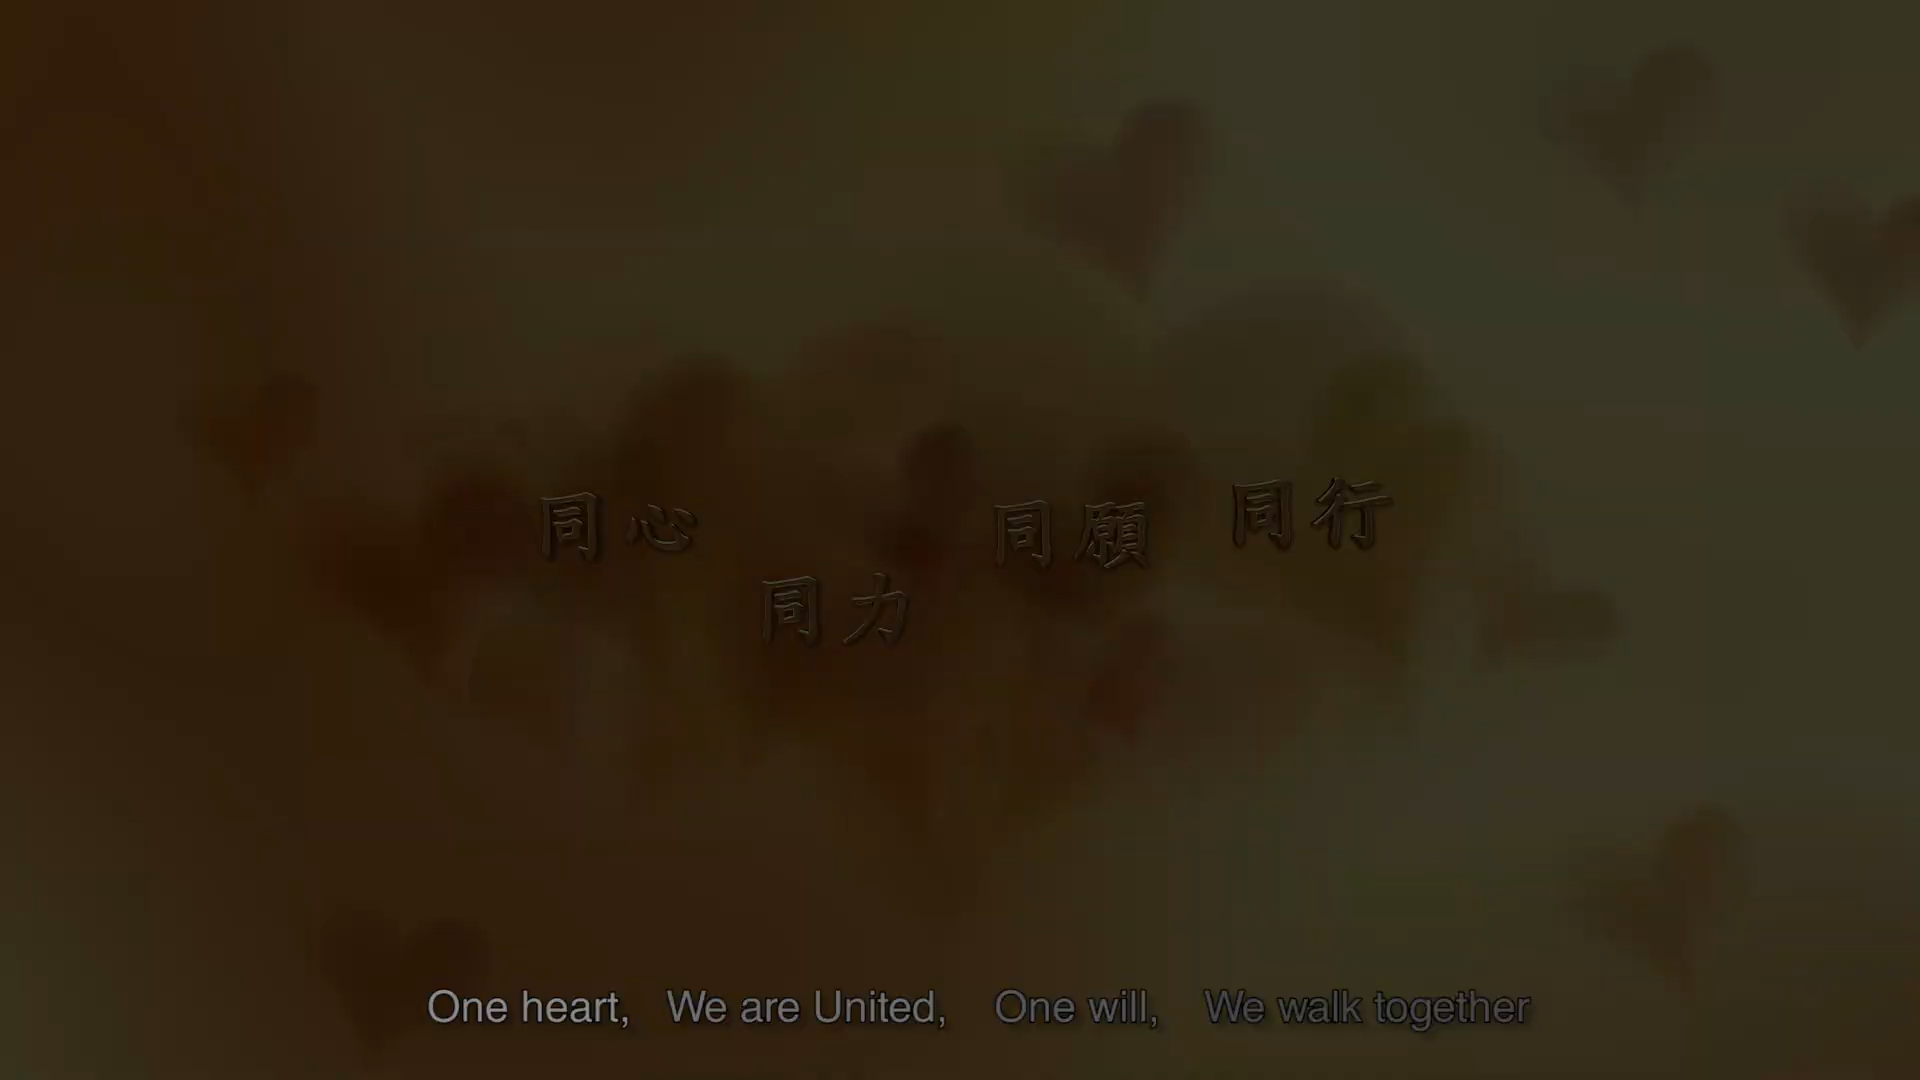 同心
同力
同願
同行
One heart, We are United, One will, We walk together